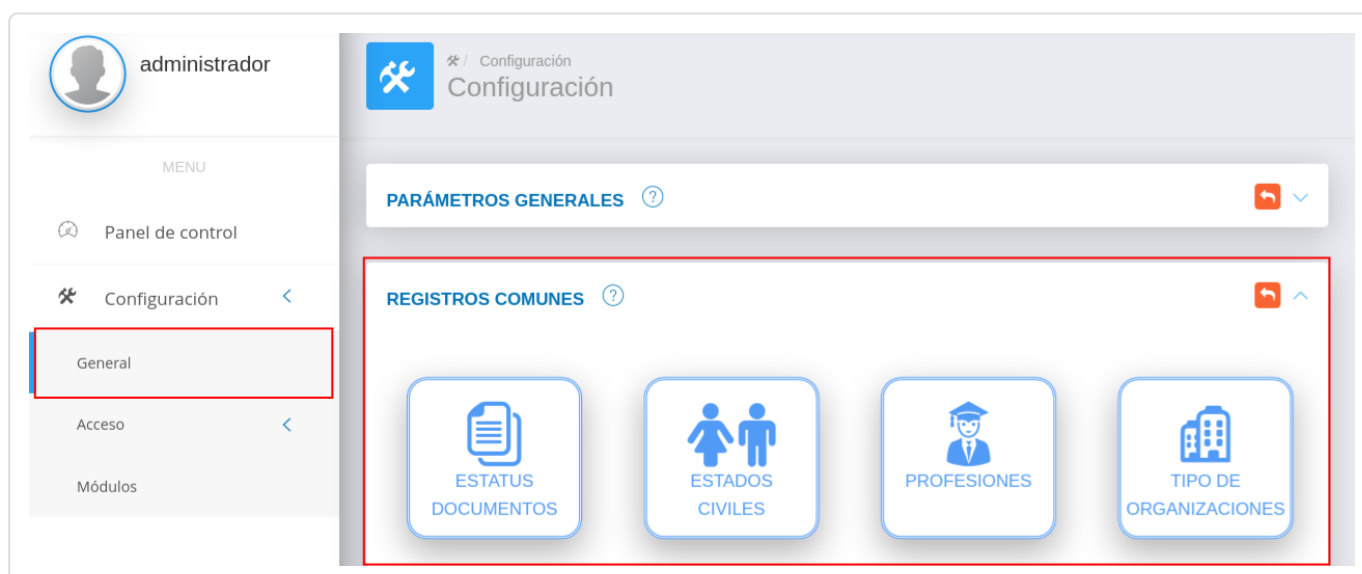 administrador
MENU
Panel de control
Configuración
General
Acceso
Módulos
/ Configuración
Configuración
PARÁMETROS GENERALES ?
REGISTROS COMUNES ?
ESTATUS
DOCUMENTOS
ESTADOS
CIVILES
PROFESIONES
TIPO DE
ORGANIZACIONES